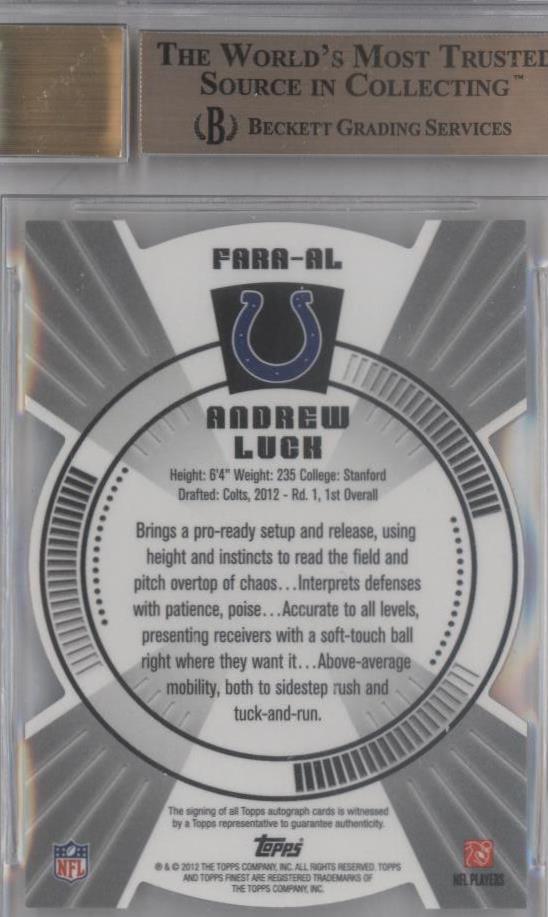 THE WORLD'S MOST TRUSTED
SOURCE IN COLLECTING™
B BECKETT GRADING SERVICES
FARA-AL
ANDREW
LUCK
Height: 6'4" Weight: 235 College: Stanford
Drafted: Colts, 2012 - Rd. 1, 1st Overall
Brings a pro-ready setup and release, using
height and instincts to read the field and
pitch overtop of chaos...Interprets defenses
with patience, poise...Accurate to all levels,
presenting receivers with a soft-touch ball
right where they want it...Above-average
mobility, both to sidestep rush and
tuck-and-run.
The signing of all Topps autograph cards is witnessed
by a Topps representative to guarantee authenticity.
Topps
® & © 2012 THE TOPPS COMPANY, INC. ALL RIGHTS RESERVED. TOPPS
AND TOPPS FINEST ARE REGISTERED TRADEMARKS OF
THE TOPPS COMPANY, INC.
NFL
NFL PLAYERS